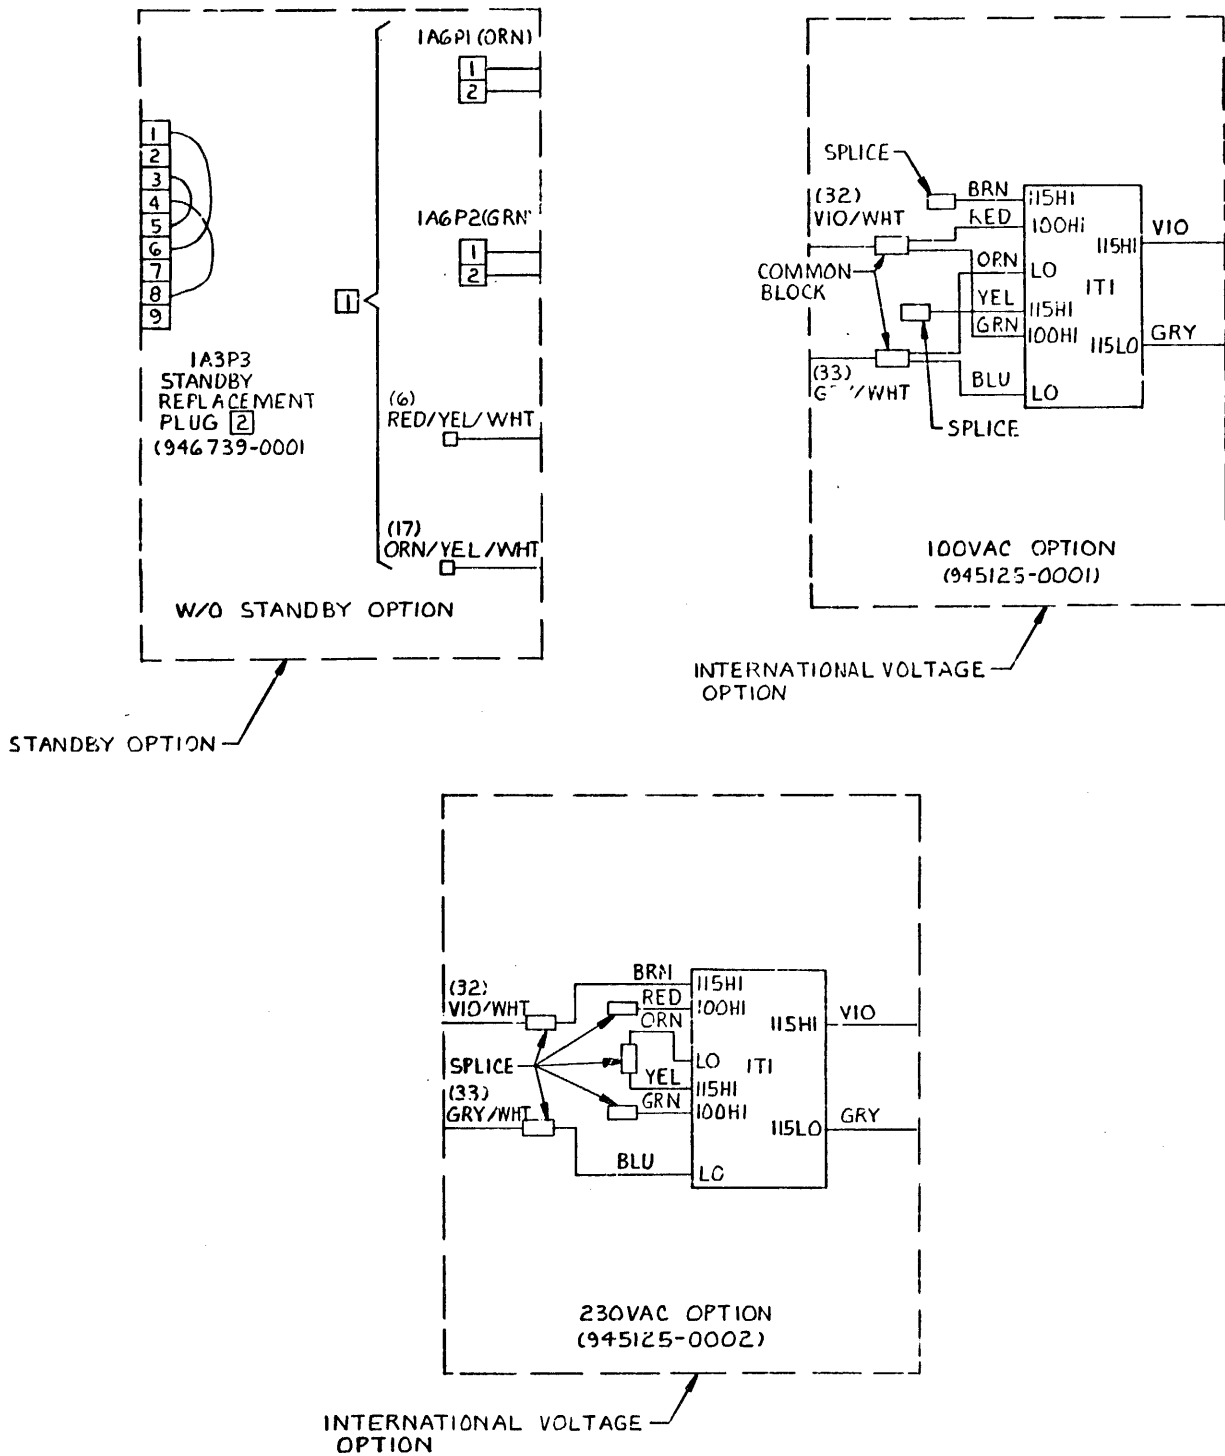 1A6P1 (ORN)
1
2
1
2
3
4
5
6
7
8
9
1A6P2(GRN'
1
2
1
1A3P3
STANDBY
REPLACEMENT
PLUG 2
(946739-0001
(6)
RED/YEL/WHT
(17)
ORN/YEL/WHT
W/O STANDBY OPTION
STANDBY OPTION
SPLICE
(32)
VIO/WHT
COMMON
BLOCK
(33)
/WHT
BRN
RED
ORN
YEL
GRN
BLU
SPLICE
115HI
100HI
LO
115HI
100HI
LO
1T1
115HI
115LO
VIO
GRY
100VAC OPTION
(945125-0001)
INTERNATIONAL VOLTAGE
OPTION
(32)
VIO/WHT
SPLICE
(33)
GRY/WHT
BRN
RED
ORN
YEL
GRN
BLU
115HI
100HI
LO
115HI
100HI
LO
1T1
115HI
115LO
VIO
GRY
230VAC OPTION
(945125-0002)
INTERNATIONAL VOLTAGE
OPTION